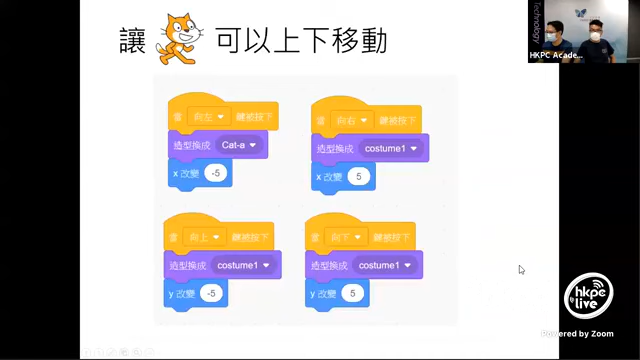 讓 可以上下移動
當 向左 鍵被按下
造型換成 Cat-a
x 改變 -5
當 向右 鍵被按下
造型換成 costume1
x 改變 5
當 向上 鍵被按下
造型換成 costume1
y 改變 -5
當 向下 鍵被按下
造型換成 costume1
y 改變 5
Technology
HKPC Acade...
hkpc
live
Powered by Zoom